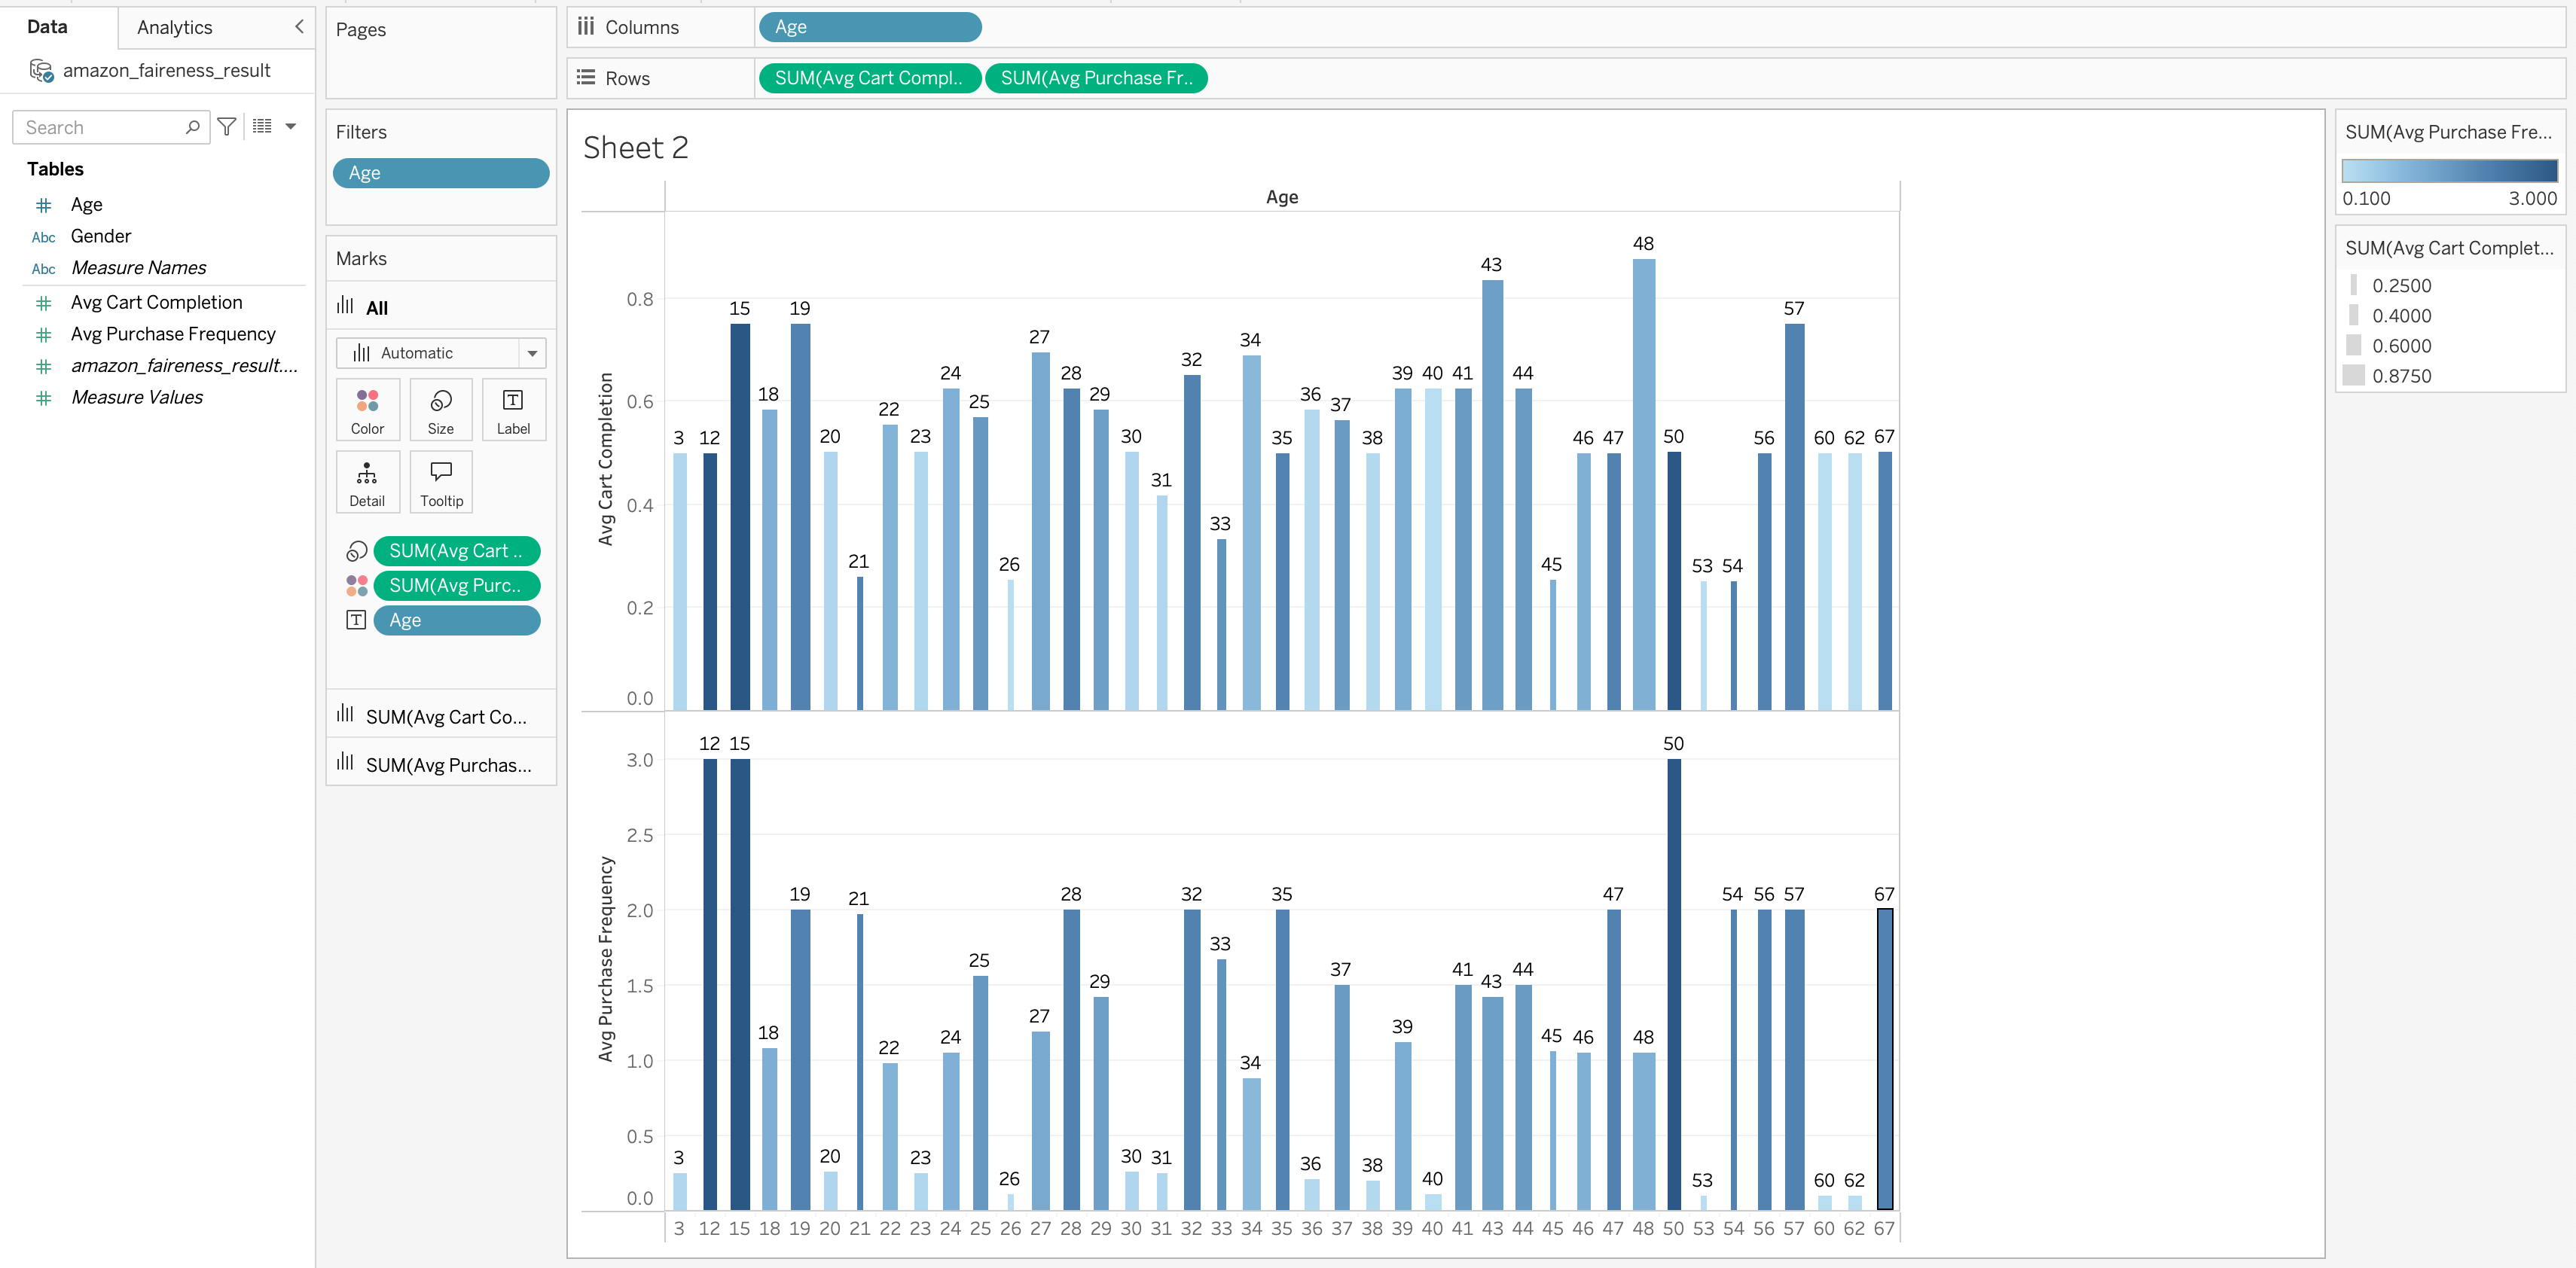 Data
Analytics
amazon_faireness_result
Search
Tables
Age
Gender
Measure Names
Avg Cart Completion
Avg Purchase Frequency
amazon_faireness_result....
Measure Values
Pages
Filters
Age
Marks
All
Automatic
Color Size Label
Detail Tooltip
SUM(Avg Cart ..
SUM(Avg Purc..
Age
SUM(Avg Cart Co...
SUM(Avg Purchas...
Columns Age
Rows SUM(Avg Cart Compl.. SUM(Avg Purchase Fr..
Sheet 2
Age
Avg Cart Completion
0.8
0.6
0.4
0.2
0.0
3 12 15 18 19 20 21 22 23 24 25 26 27 28 29 30 31 32 33 34 35 36 37 38 39 40 41 43 44 45 46 47 48 50 53 54 56 57 60 62 67
Avg Purchase Frequency
3.0
2.5
2.0
1.5
1.0
0.5
0.0
3 12 15 18 19 20 21 22 23 24 25 26 27 28 29 30 31 32 33 34 35 36 37 38 39 40 41 43 44 45 46 47 48 50 53 54 56 57 60 62 67
3 12 15 18 19 20 21 22 23 24 25 26 27 28 29 30 31 32 33 34 35 36 37 38 39 40 41 43 44 45 46 47 48 50 53 54 56 57 60 62 67
SUM(Avg Purchase Fre...
0.100 3.000
SUM(Avg Cart Complet...
0.2500
0.4000
0.6000
0.8750